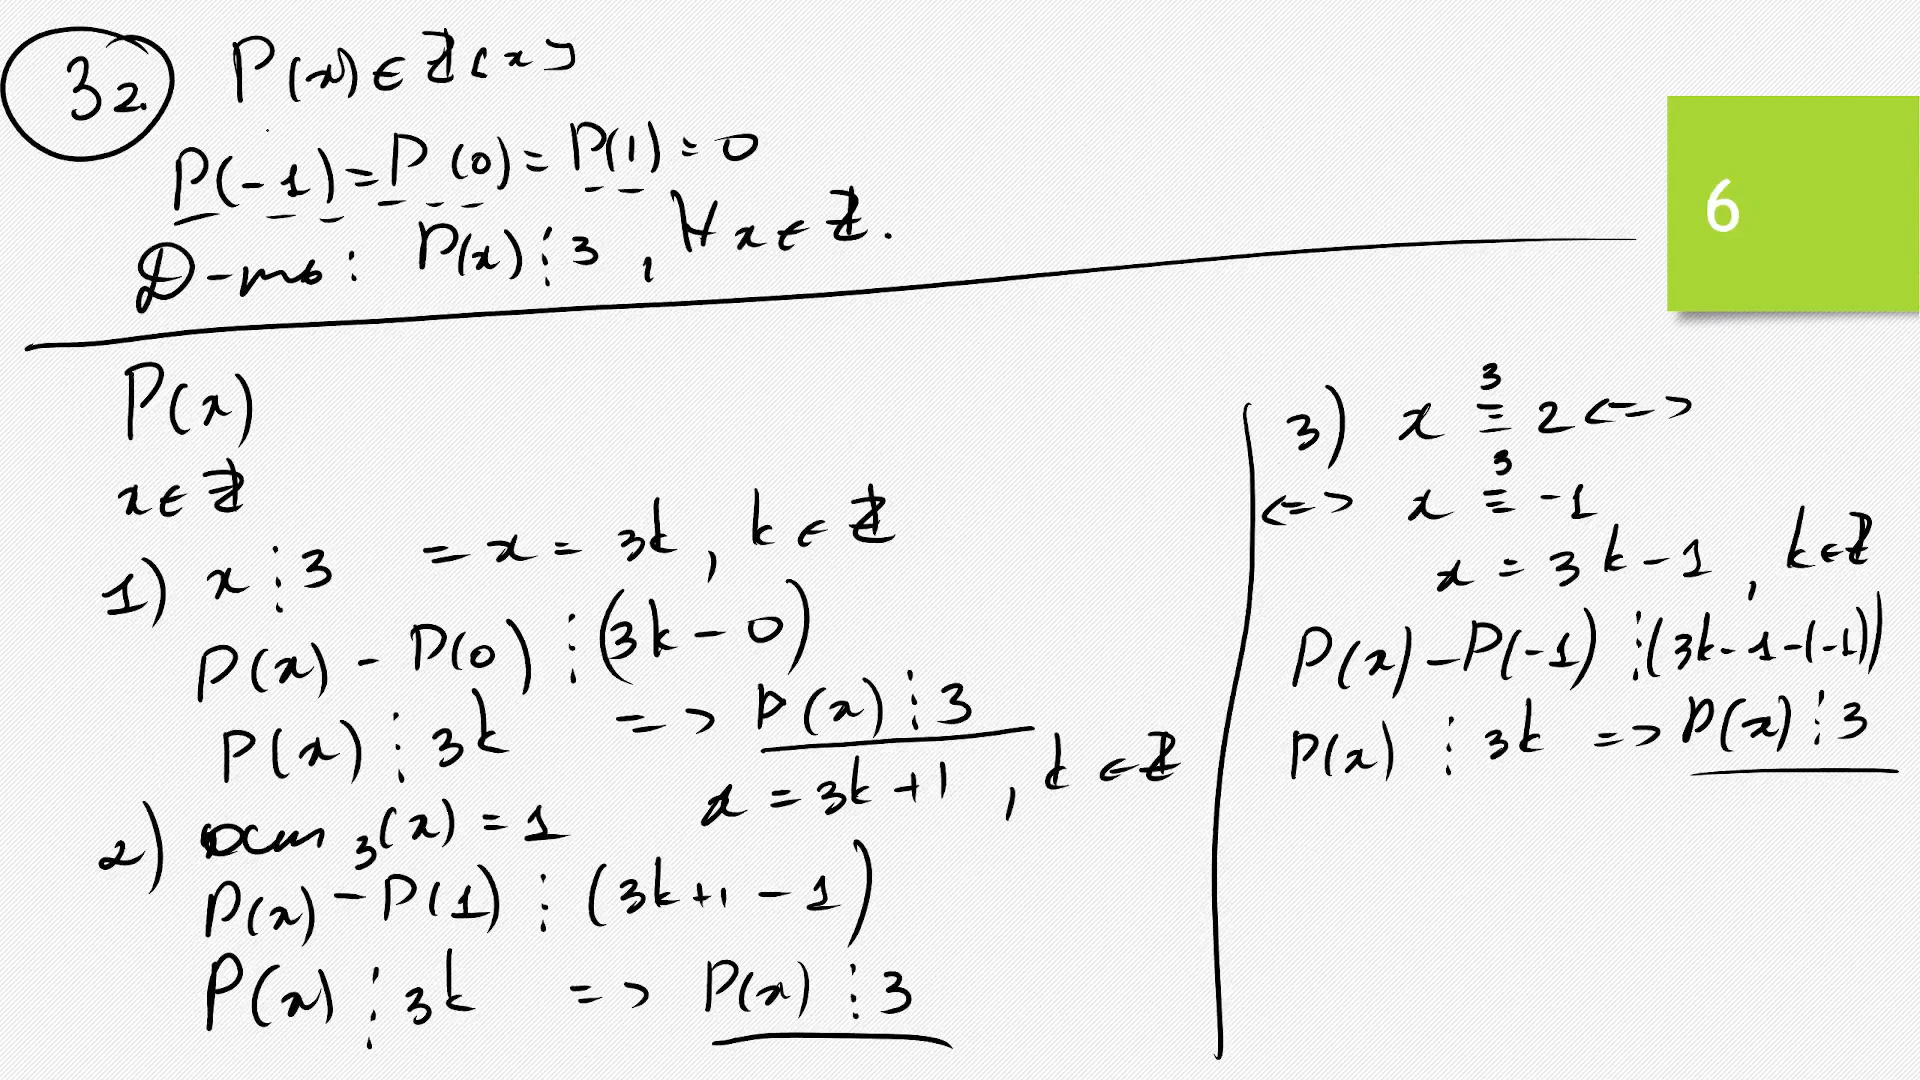 32. P(x) ∈ ℤ[x]
P(-1) = P(0) = P(1) = 0
Д-ть: P(x) ⋮ 3, ∀x ∈ ℤ.
6
P(x)
x ∈ ℤ
1) x ⋮ 3 = x = 3k, k ∈ ℤ
P(x) - P(0) ⋮ (3k - 0)
P(x) ⋮ 3k => P(x) ⋮ 3
2) ост₃(x) = 1 x = 3k+1, k ∈ ℤ
P(x) - P(1) ⋮ (3k+1 - 1)
P(x) ⋮ 3k => P(x) ⋮ 3
3) x ≡³ 2 <=>
<=> x ≡³ -1
x = 3k-1, k ∈ ℤ
P(x) - P(-1) ⋮ (3k-1-(-1))
P(x) ⋮ 3k => P(x) ⋮ 3